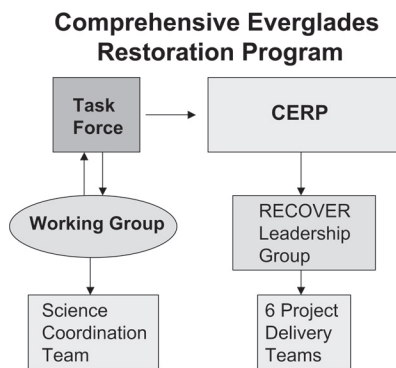 Comprehensive Everglades
Restoration Program
Task
Force
CERP
Working Group
RECOVER
Leadership
Group
Science
Coordination
Team
6 Project
Delivery
Teams